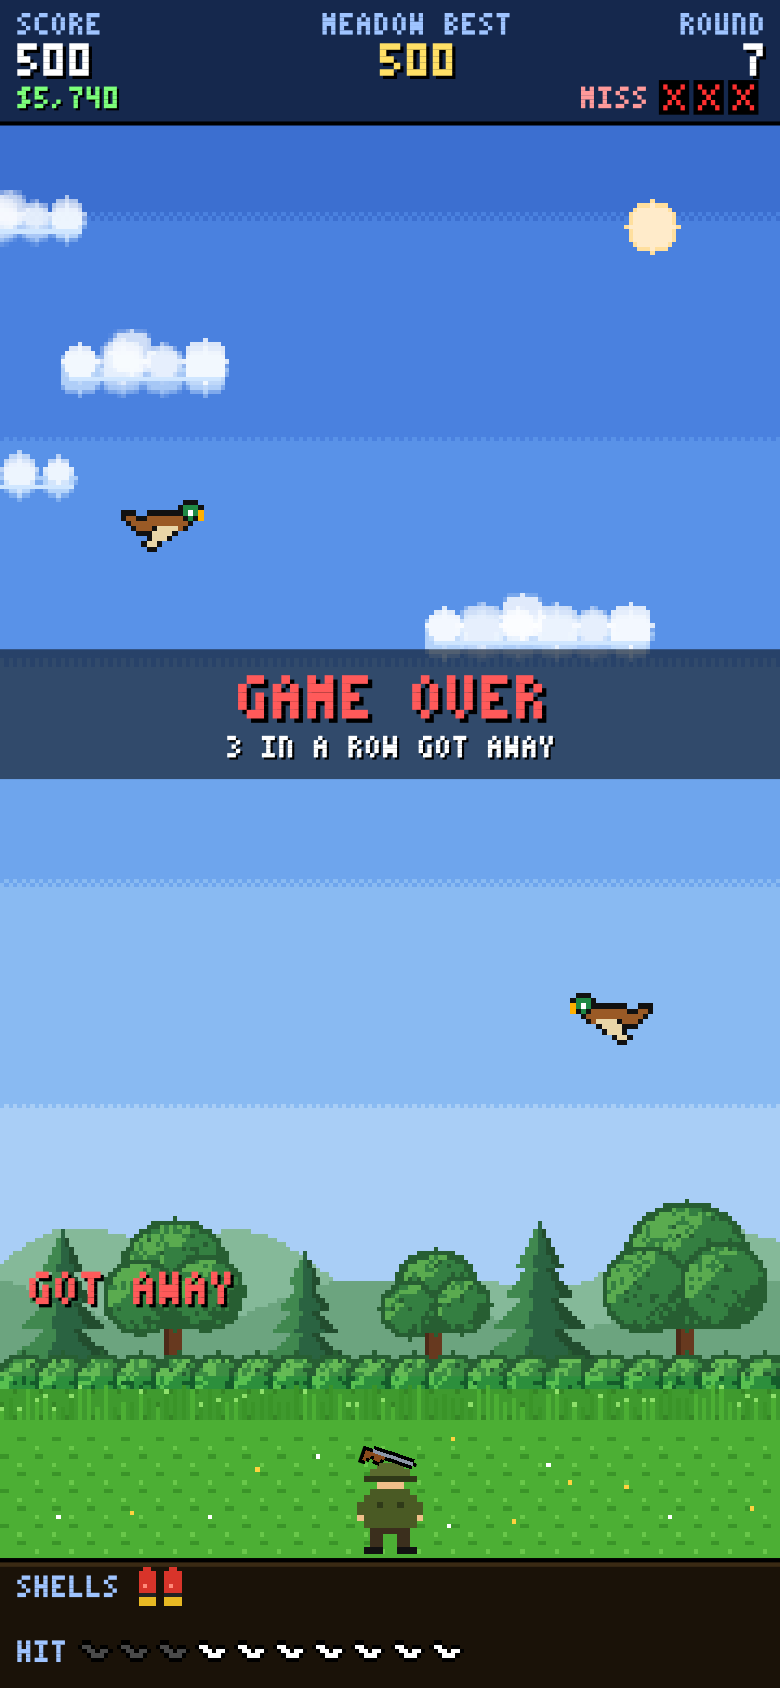 SCORE
MEADOW BEST
ROUND
500
500
7
$5,740
MISS X X X
GAME OVER
3 IN A ROW GOT AWAY
GOT AWAY
SHELLS
HIT